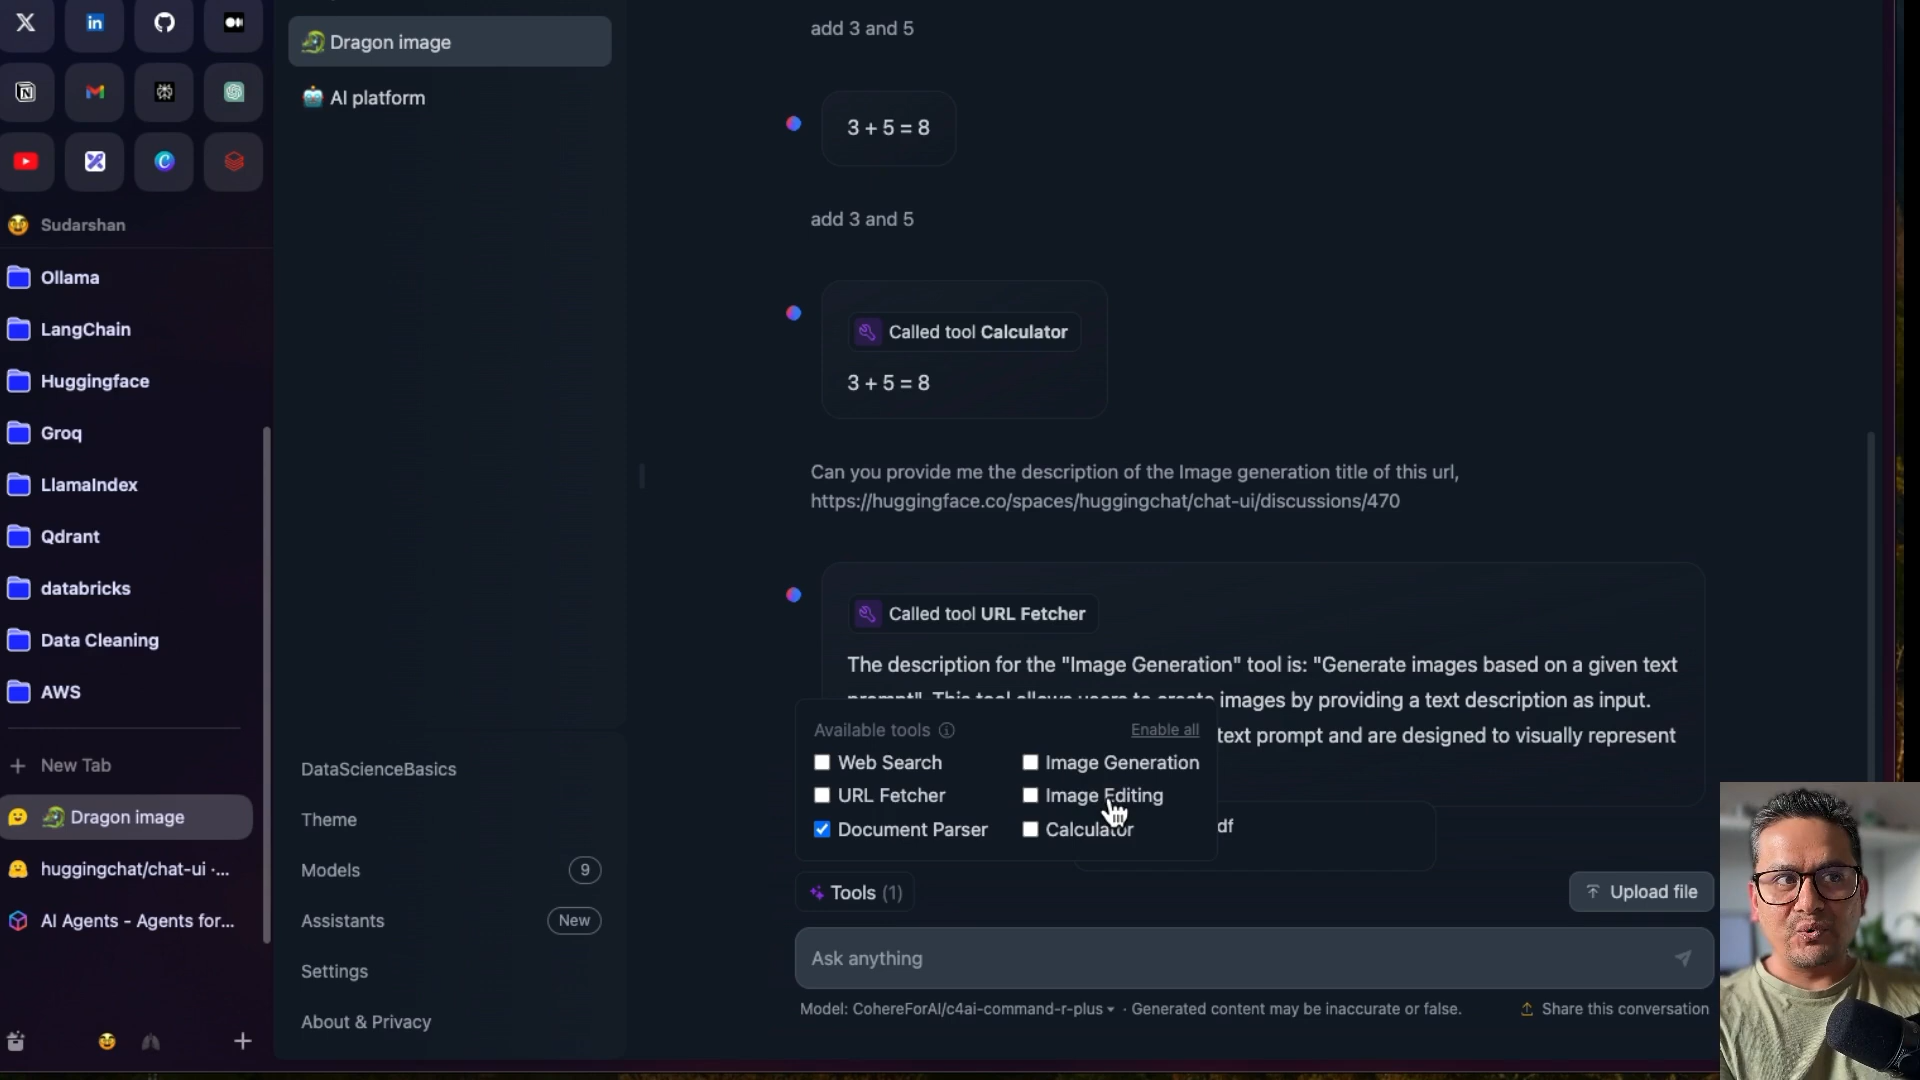 Dragon image
AI platform
Sudarshan
Ollama
LangChain
Huggingface
Groq
LlamaIndex
Qdrant
databricks
Data Cleaning
AWS
New Tab
Dragon image
huggingchat/chat-ui ·...
AI Agents - Agents for...
DataScienceBasics
Theme
Models 9
Assistants New
Settings
About & Privacy
add 3 and 5
3 + 5 = 8
add 3 and 5
Called tool Calculator
3 + 5 = 8
Can you provide me the description of the Image generation title of this url,
https://huggingface.co/spaces/huggingchat/chat-ui/discussions/470
Called tool URL Fetcher
The description for the "Image Generation" tool is: "Generate images based on a given text
images by providing a text description as input.
text prompt and are designed to visually represent
Available tools Enable all
Web Search Image Generation
URL Fetcher Image Editing
Document Parser Calculator
df
Tools (1) Upload file
Ask anything
Model: CohereForAI/c4ai-command-r-plus · Generated content may be inaccurate or false. Share this conversation